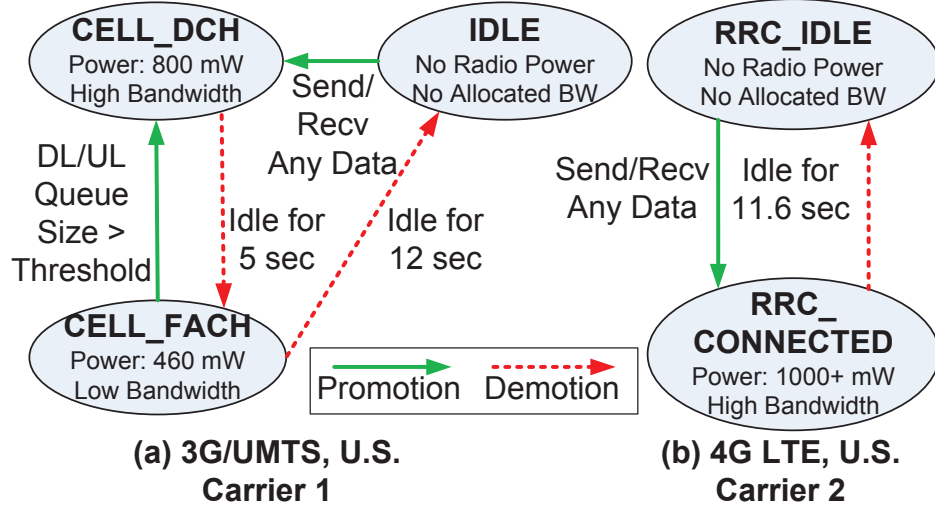 CELL_DCH
Power: 800 mW
High Bandwidth
IDLE
No Radio Power
No Allocated BW
Send/
Recv
Any Data
DL/UL
Queue
Size >
Threshold
Idle for
5 sec
Idle for
12 sec
CELL_FACH
Power: 460 mW
Low Bandwidth
Promotion
Demotion
(a) 3G/UMTS, U.S.
Carrier 1
RRC_IDLE
No Radio Power
No Allocated BW
Send/Recv
Any Data
Idle for
11.6 sec
RRC_
CONNECTED
Power: 1000+ mW
High Bandwidth
(b) 4G LTE, U.S.
Carrier 2